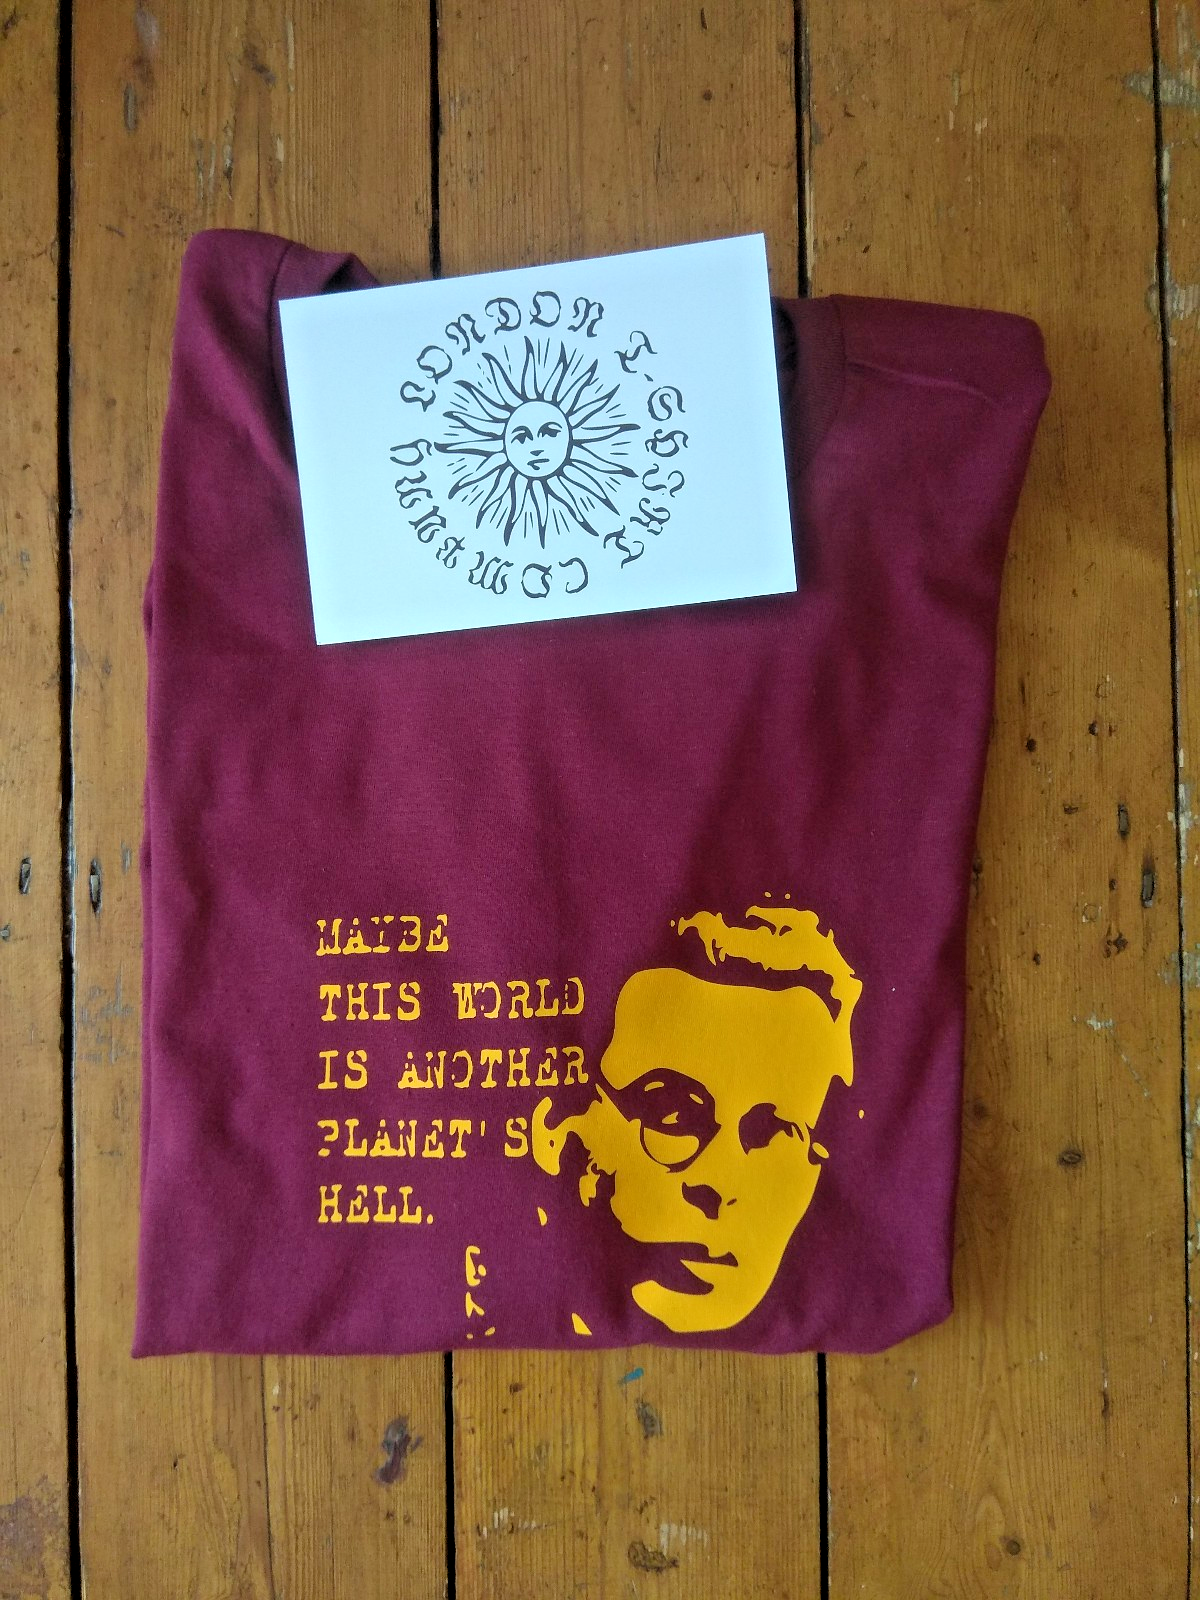 LONDON T-SHIRT COMPANY
MAYBE
THIS WORLD
IS ANOTHER
PLANET'S
HELL.